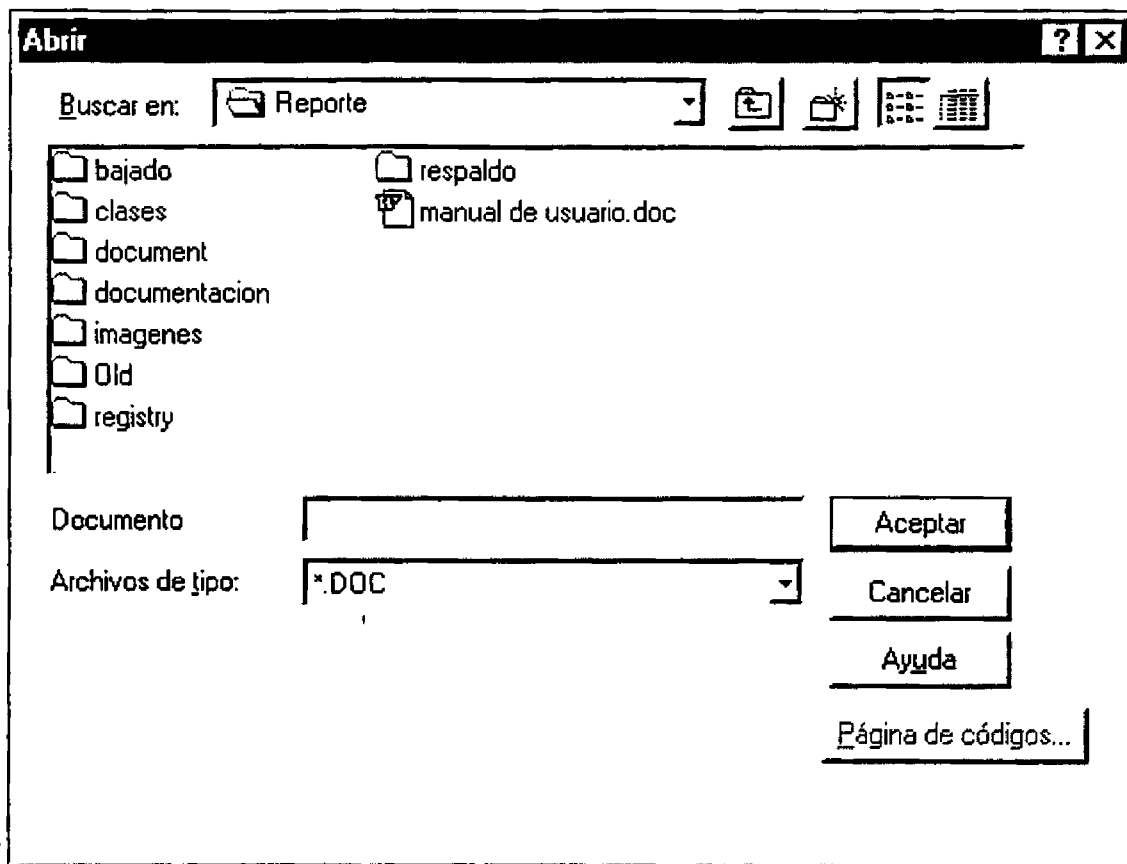 Abrir
Buscar en: Reporte
bajado
clases
document
documentacion
imagenes
Old
registry
respaldo
manual de usuario.doc
Documento
Aceptar
Archivos de tipo: *.DOC
Cancelar
Ayuda
Página de códigos...